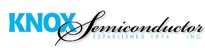 KNOX Semiconductor
ESTABLISHED 1974 INC.